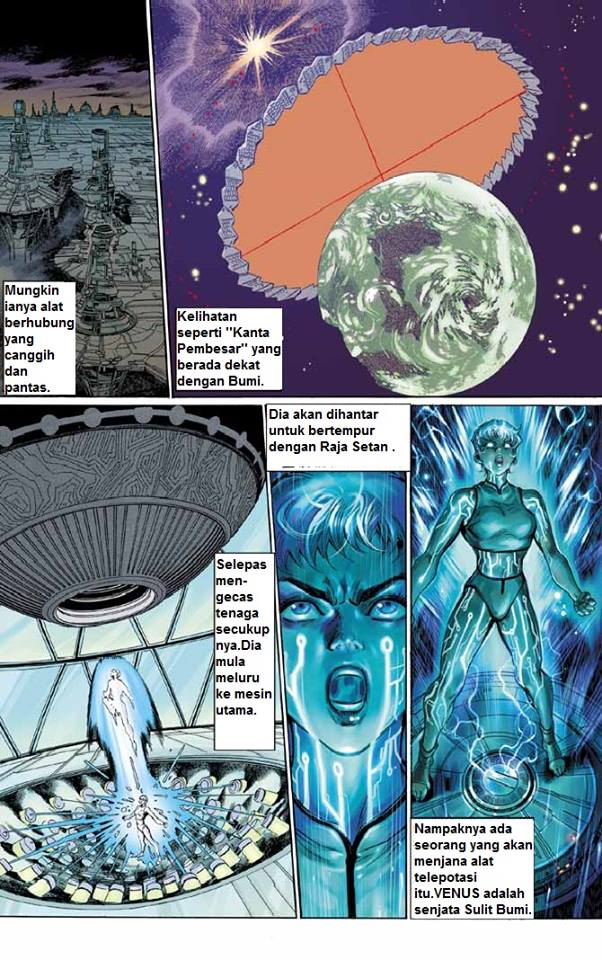 Mungkin
ianya alat
berhubung
yang
canggih
dan
pantas.
Kelihatan
seperti "Kanta
Pembesar" yang
berada dekat
dengan Bumi.
Dia akan dihantar
untuk bertempur
dengan Raja Setan .
Selepas
men-
gecas
tenaga
secukup
nya.Dia
mula
meluru
ke mesin
utama.
Nampaknya ada
seorang yang akan
menjana alat
telepotasi
itu.VENUS adalah
senjata Sulit Bumi.